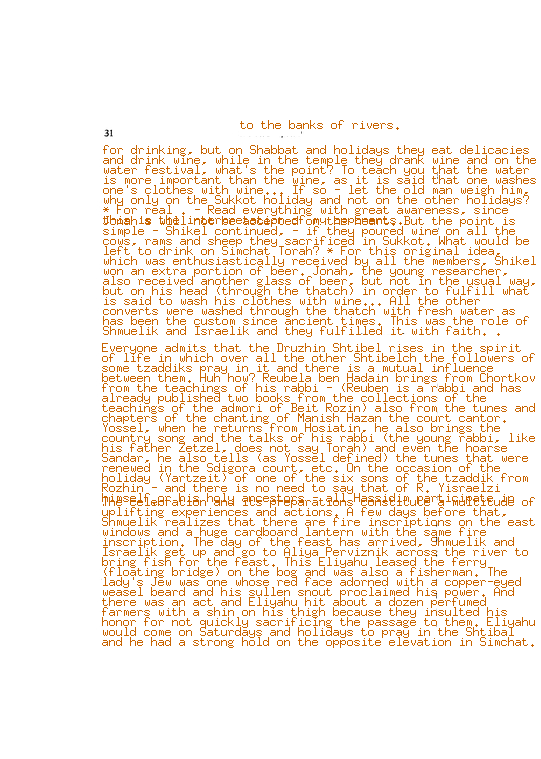 to the banks of rivers.
31
for drinking, but on Shabbat and holidays they eat delicacies
and drink wine, while in the temple they drank wine and on the
water festival, what's the point? To teach you that the water
is more important than the wine, as it is said that one washes
one's clothes with wine... If so - let the old man weigh him,
why only on the Sukkot holiday and not on the other holidays?
* For real . - Read everything with great awareness, since
simple - Shikel continued, - if they poured wine on all the
cows, rams and sheep they sacrificed in Sukkot. What would be
left to drink on Simchat Torah? * For this original idea,
which was enthusiastically received by all the members, Shikel
won an extra portion of beer. Jonah, the young researcher,
also received another glass of beer, but not in the usual way,
but on his head (through the thatch) in order to fulfill what
is said to wash his clothes with wine... All the other
converts were washed through the thatch with fresh water as
has been the custom since ancient times. This was the role of
Shmuelik and Israelik and they fulfilled it with faith. . .
Everyone admits that the Druzhin Shtibel rises in the spirit
of life in which over all the other Shtibelch the followers of
some tzaddiks pray in it and there is a mutual influence
between them. Huh how? Reubela ben Hadain brings from Chortkov
from the teachings of his rabbi - (Reuben is a rabbi and has
already published two books from the collections of the
teachings of the admori of Beit Rozin) also from the tunes and
chapters of the chanting of Manish Hazan the court cantor.
Yossel, when he returns from Hosiatin, he also brings the
country song and the talks of his rabbi (the young rabbi, like
his father Zetzel, does not say Torah) and even the hoarse
Sandar, he also tells (as Yossel defined) the tunes that were
renewed in the Sdigora court, etc. On the occasion of the
holiday (Yartzeit) of one of the six sons of the tzaddik from
Rozhin - and there is no need to say that of R. Yisraelzi
himself or his holy ancestors - all Hassidim participate in
The celebration and its preparations constitute a multitude of
uplifting experiences and actions. A few days before that,
Shmuelik realizes that there are fire inscriptions on the east
windows and a huge cardboard lantern with the same fire
inscription. The day of the feast has arrived, Shmuelik and
Israelik get up and go to Aliya Perviznik across the river to
bring fish for the feast. This Eliyahu leased the ferry
(floating bridge) on the bog and was also a fisherman. The
lady's Jew was one whose red face adorned with a copper-eyed
weasel beard and his sullen snout proclaimed his power. And
there was an act and Eliyahu hit about a dozen perfumed
farmers with a shin on his thigh because they insulted his
honor for not quickly sacrificing the passage to them. Eliyahu
would come on Saturdays and holidays to pray in the Shtibal
and he had a strong hold on the opposite elevation in Simchat.